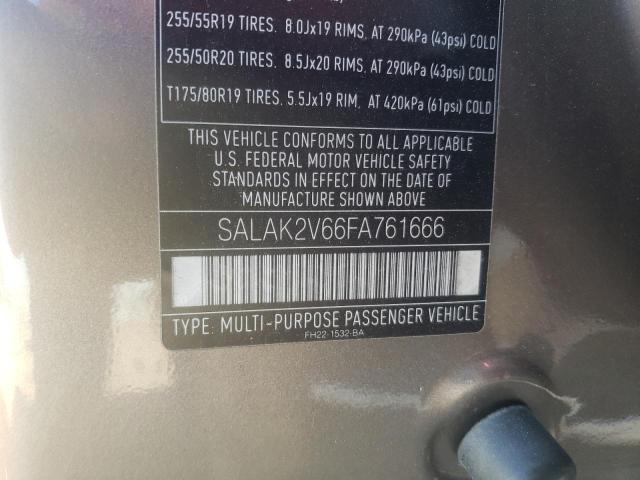 255/55R19 TIRES. 8.0Jx19 RIMS, AT 290kPa (43psi) COLD
255/50R20 TIRES. 8.5Jx20 RIMS, AT 290kPa (43psi) COLD
T175/80R19 TIRES. 5.5Jx19 RIM, AT 420kPa (61psi) COLD
THIS VEHICLE CONFORMS TO ALL APPLICABLE
U.S. FEDERAL MOTOR VEHICLE SAFETY
STANDARDS IN EFFECT ON THE DATE OF
MANUFACTURE SHOWN ABOVE
SALAK2V66FA761666
TYPE: MULTI-PURPOSE PASSENGER VEHICLE
FH22-1532-BA